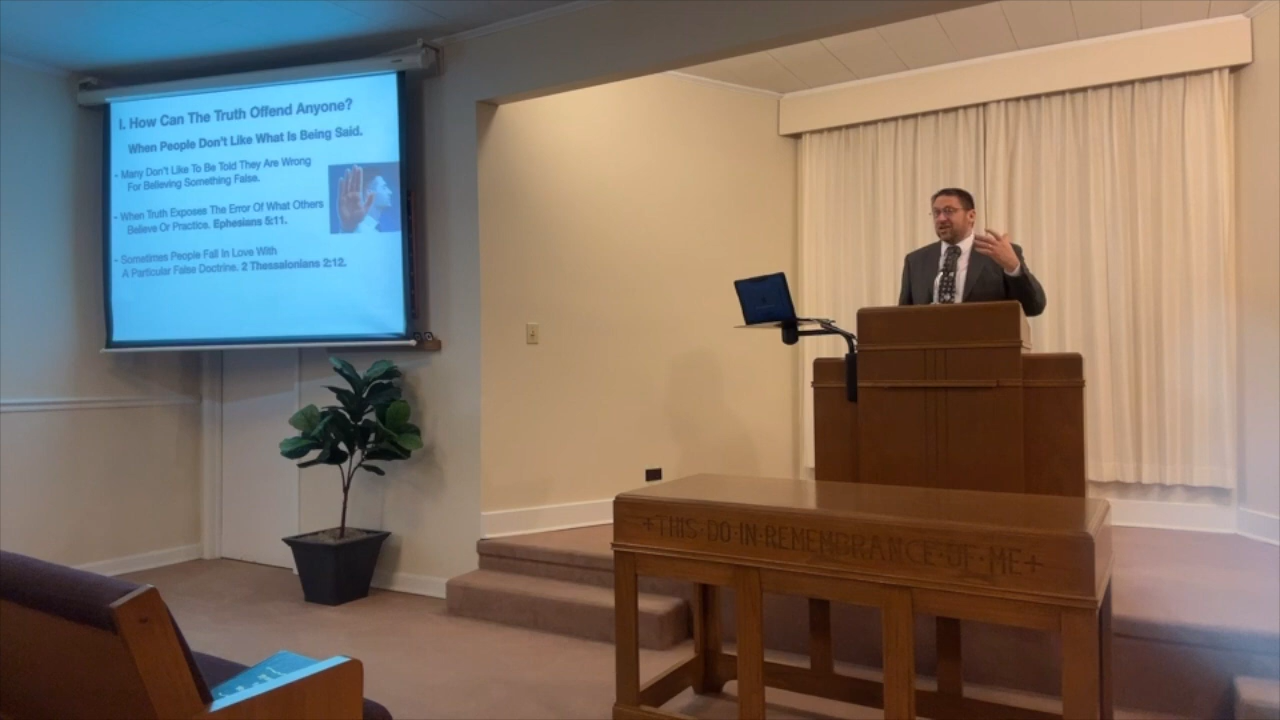 I. How Can The Truth Offend Anyone?
When People Don't Like What Is Being Said.
- Many Don't Like To Be Told They Are Wrong
For Believing Something False.
- When Truth Exposes The Error Of What Others
Believe Or Practice. Ephesians 5:11.
- Sometimes People Fall In Love With
A Particular False Doctrine. 2 Thessalonians 2:12.
+THIS·DO·IN·REMEMBRANCE·OF·ME+